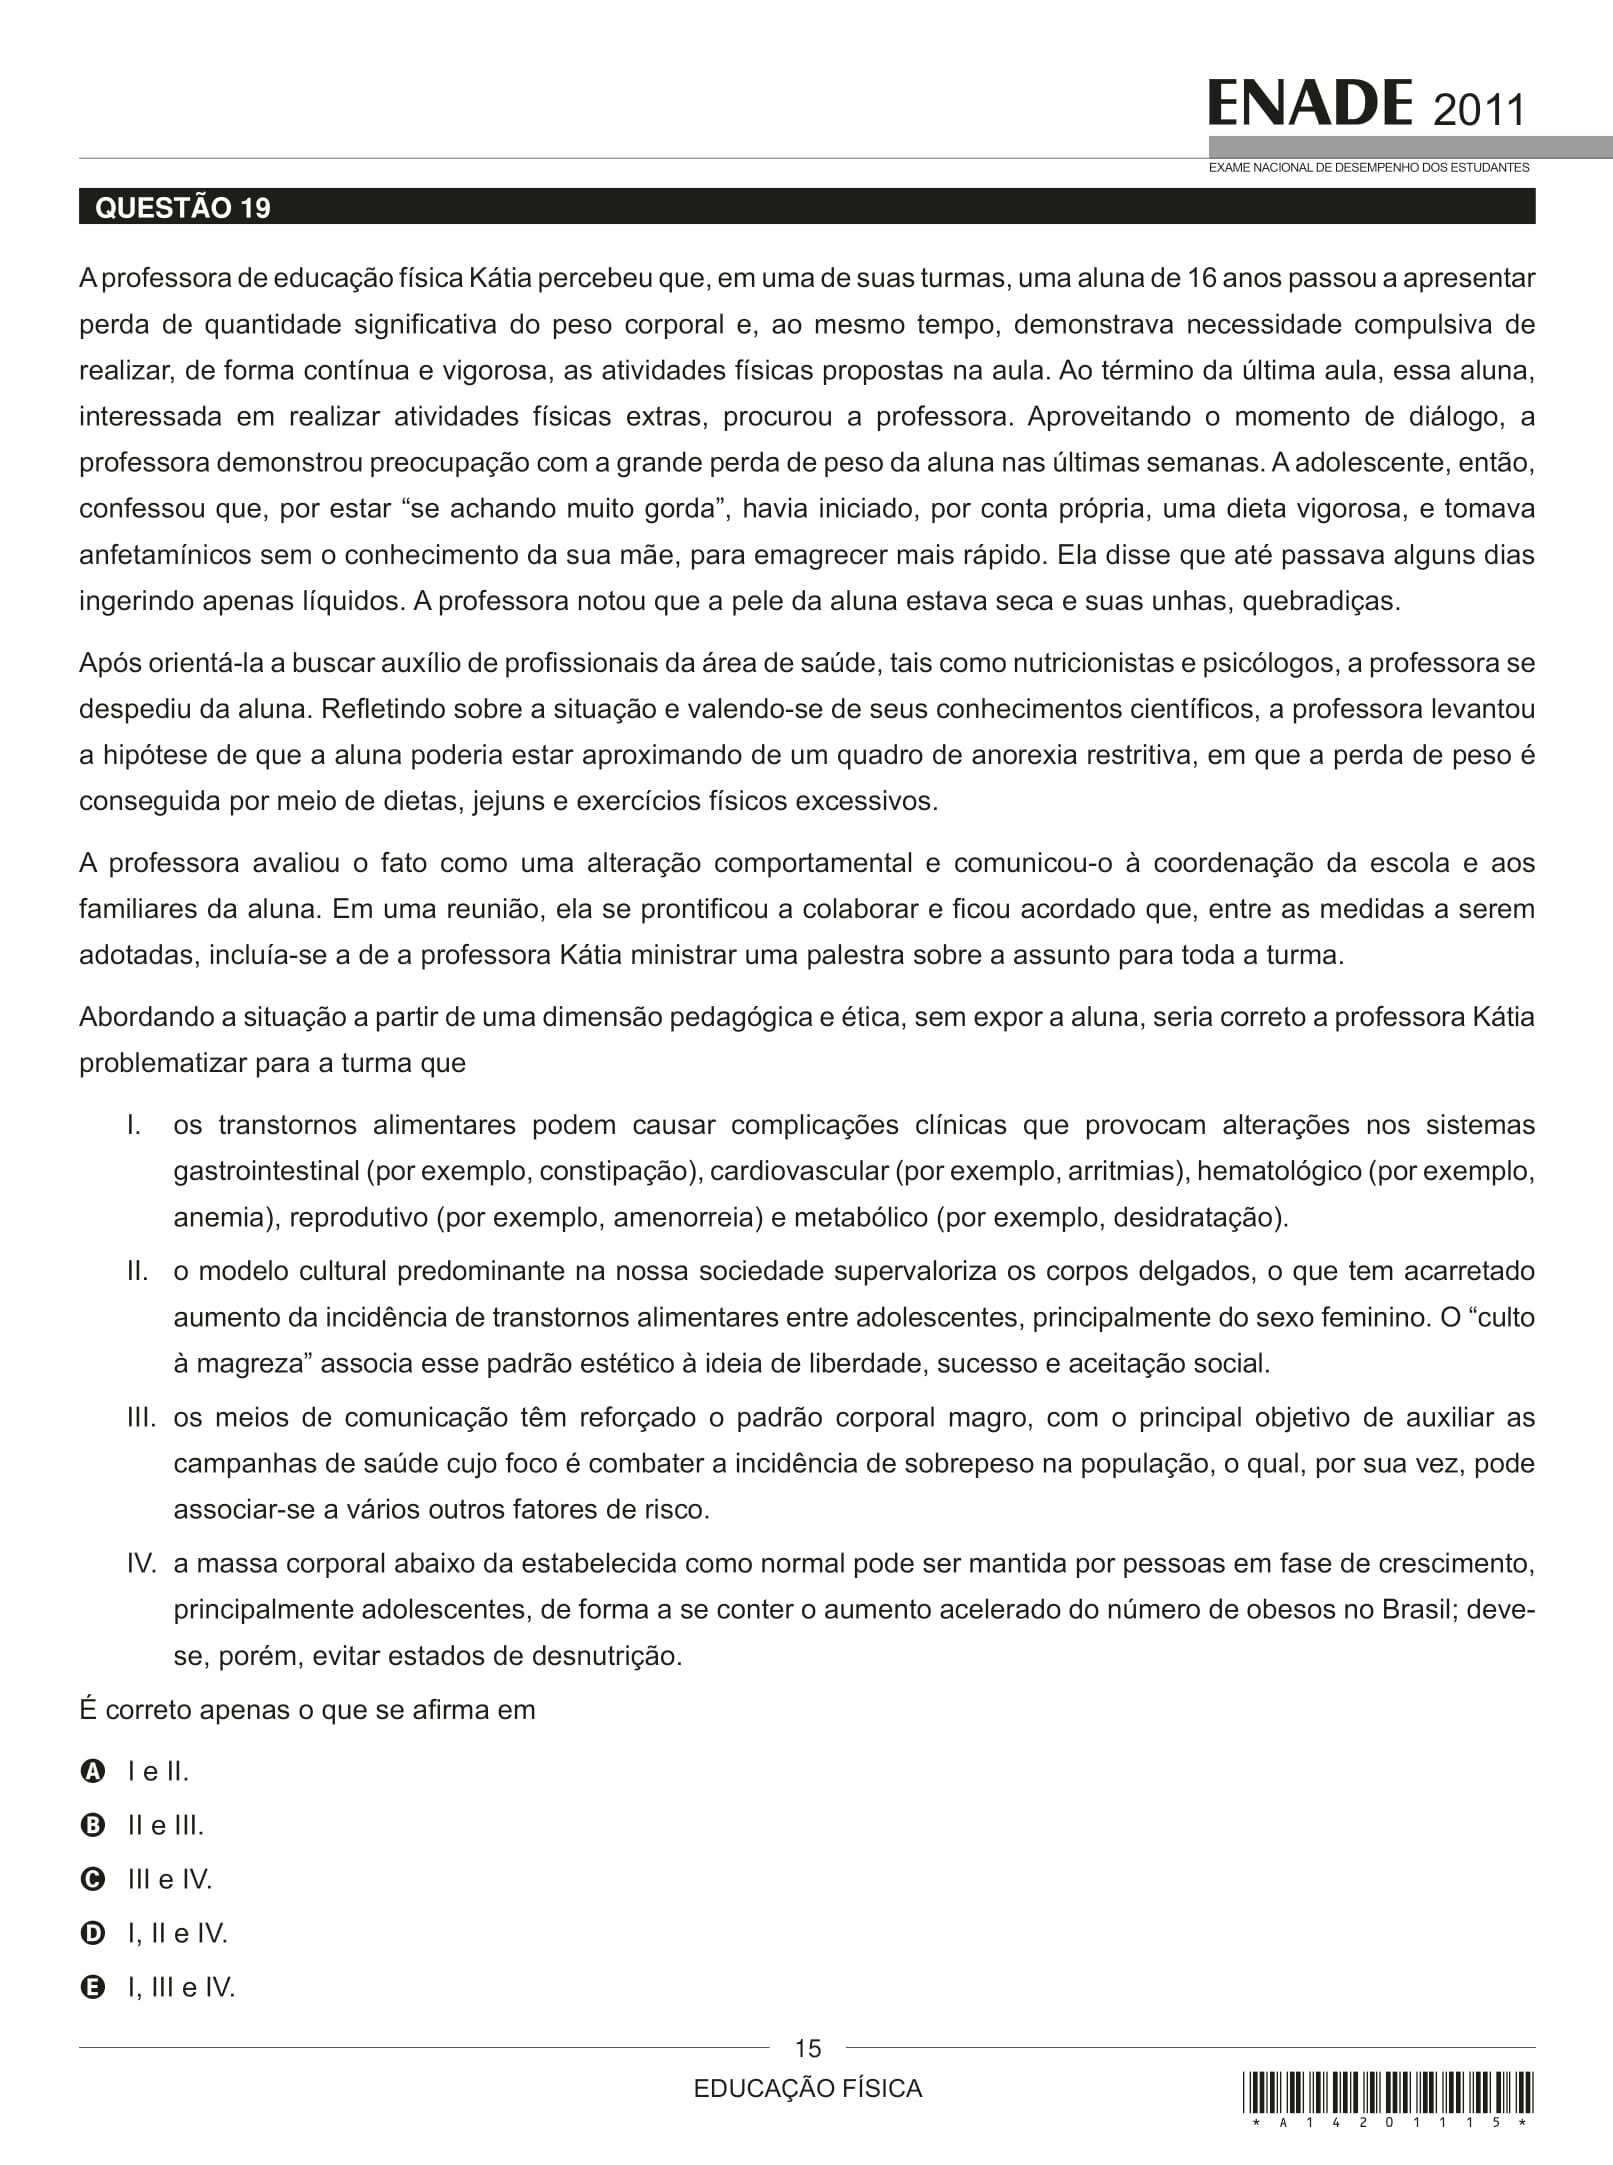 ENADE 2011
EXAME NACIONAL DE DESEMPENHO DOS ESTUDANTES
QUESTÃO 19
A professora de educação física Kátia percebeu que, em uma de suas turmas, uma aluna de 16 anos passou a apresentar
perda de quantidade significativa do peso corporal e, ao mesmo tempo, demonstrava necessidade compulsiva de
realizar, de forma contínua e vigorosa, as atividades físicas propostas na aula. Ao término da última aula, essa aluna,
interessada em realizar atividades físicas extras, procurou a professora. Aproveitando o momento de diálogo, a
professora demonstrou preocupação com a grande perda de peso da aluna nas últimas semanas. A adolescente, então,
confessou que, por estar “se achando muito gorda”, havia iniciado, por conta própria, uma dieta vigorosa, e tomava
anfetamínicos sem o conhecimento da sua mãe, para emagrecer mais rápido. Ela disse que até passava alguns dias
ingerindo apenas líquidos. A professora notou que a pele da aluna estava seca e suas unhas, quebradiças.
Após orientá-la a buscar auxílio de profissionais da área de saúde, tais como nutricionistas e psicólogos, a professora se
despediu da aluna. Refletindo sobre a situação e valendo-se de seus conhecimentos científicos, a professora levantou
a hipótese de que a aluna poderia estar aproximando de um quadro de anorexia restritiva, em que a perda de peso é
conseguida por meio de dietas, jejuns e exercícios físicos excessivos.
A professora avaliou o fato como uma alteração comportamental e comunicou-o à coordenação da escola e aos
familiares da aluna. Em uma reunião, ela se prontificou a colaborar e ficou acordado que, entre as medidas a serem
adotadas, incluía-se a de a professora Kátia ministrar uma palestra sobre a assunto para toda a turma.
Abordando a situação a partir de uma dimensão pedagógica e ética, sem expor a aluna, seria correto a professora Kátia
problematizar para a turma que
I. os transtornos alimentares podem causar complicações clínicas que provocam alterações nos sistemas
gastrointestinal (por exemplo, constipação), cardiovascular (por exemplo, arritmias), hematológico (por exemplo,
anemia), reprodutivo (por exemplo, amenorreia) e metabólico (por exemplo, desidratação).
II. o modelo cultural predominante na nossa sociedade supervaloriza os corpos delgados, o que tem acarretado
aumento da incidência de transtornos alimentares entre adolescentes, principalmente do sexo feminino. O “culto
à magreza” associa esse padrão estético à ideia de liberdade, sucesso e aceitação social.
III. os meios de comunicação têm reforçado o padrão corporal magro, com o principal objetivo de auxiliar as
campanhas de saúde cujo foco é combater a incidência de sobrepeso na população, o qual, por sua vez, pode
associar-se a vários outros fatores de risco.
IV. a massa corporal abaixo da estabelecida como normal pode ser mantida por pessoas em fase de crescimento,
principalmente adolescentes, de forma a se conter o aumento acelerado do número de obesos no Brasil; deve-
se, porém, evitar estados de desnutrição.
É correto apenas o que se afirma em
A I e II.
B II e III.
C III e IV.
D I, II e IV.
E I, III e IV.
15
EDUCAÇÃO FÍSICA
* A 1 4 2 0 1 1 1 5 *